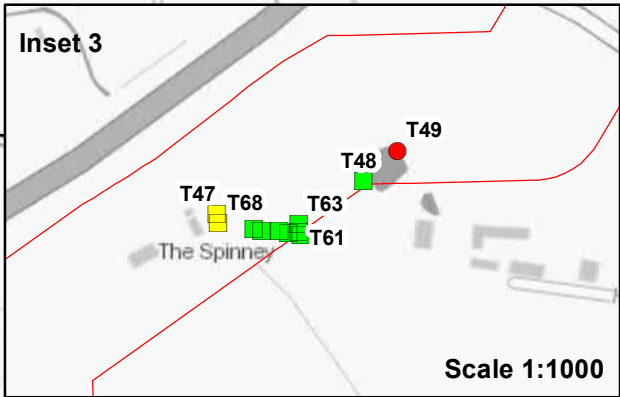 Inset 3
T49
T48
T47
T68
T63
T61
The Spinney
Scale 1:1000